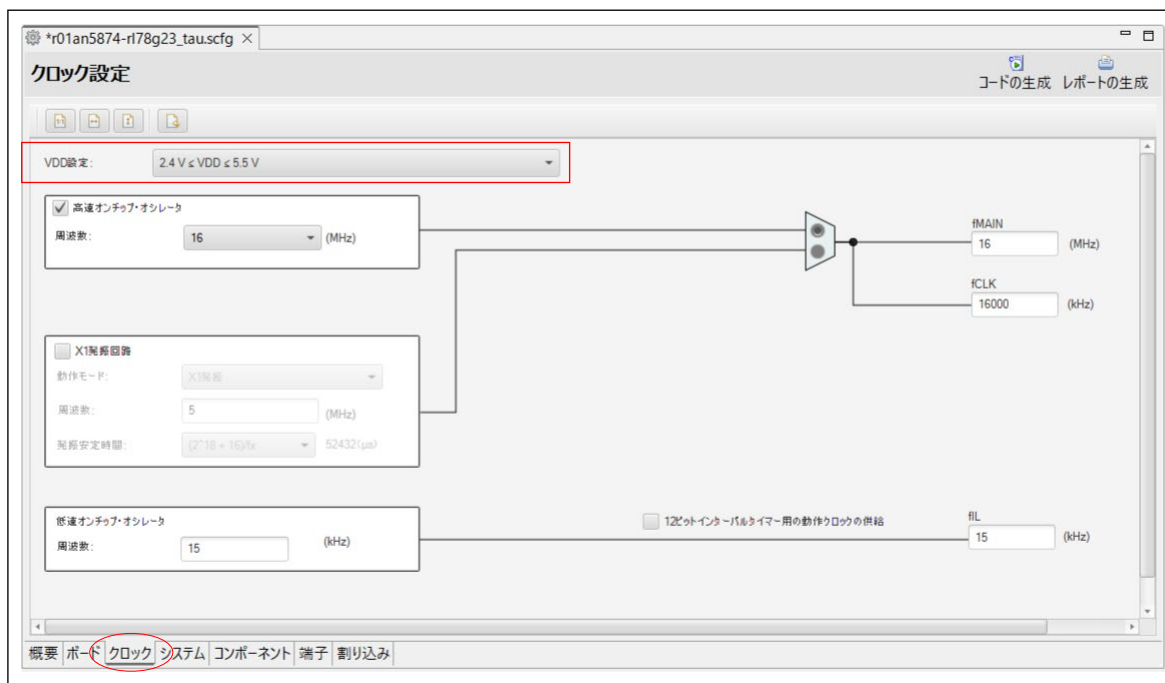 *r01an5874-rl78g23_tau.scfg
クロック設定
コードの生成 レポートの生成
VDD設定: 2.4 V ≤ VDD ≤ 5.5 V
高速オンチップ・オシレータ
周波数: 16 (MHz)
fMAIN
16 (MHz)
fCLK
16000 (kHz)
X1発振回路
動作モード: X1発振
周波数: 5 (MHz)
発振安定時間: (2^18 + 16)/fx 52432(μs)
低速オンチップ・オシレータ
周波数: 15 (kHz)
12ビットインターバルタイマー用の動作クロックの供給
fIL
15 (kHz)
概要 ボード クロック システム コンポーネント 端子 割り込み